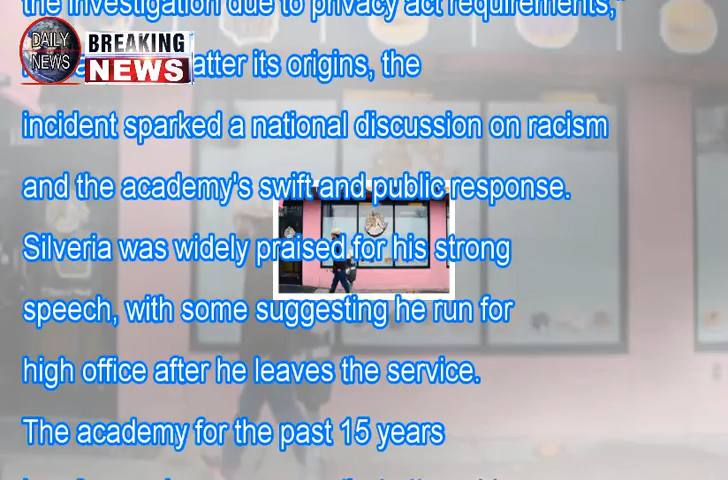 the investigation due to privacy act requirements,"
DAILY NEWS
BREAKING NEWS
atter its origins, the
incident sparked a national discussion on racism
and the academy's swift and public response.
Silveria was widely praised for his strong
speech, with some suggesting he run for
high office after he leaves the service.
The academy for the past 15 years